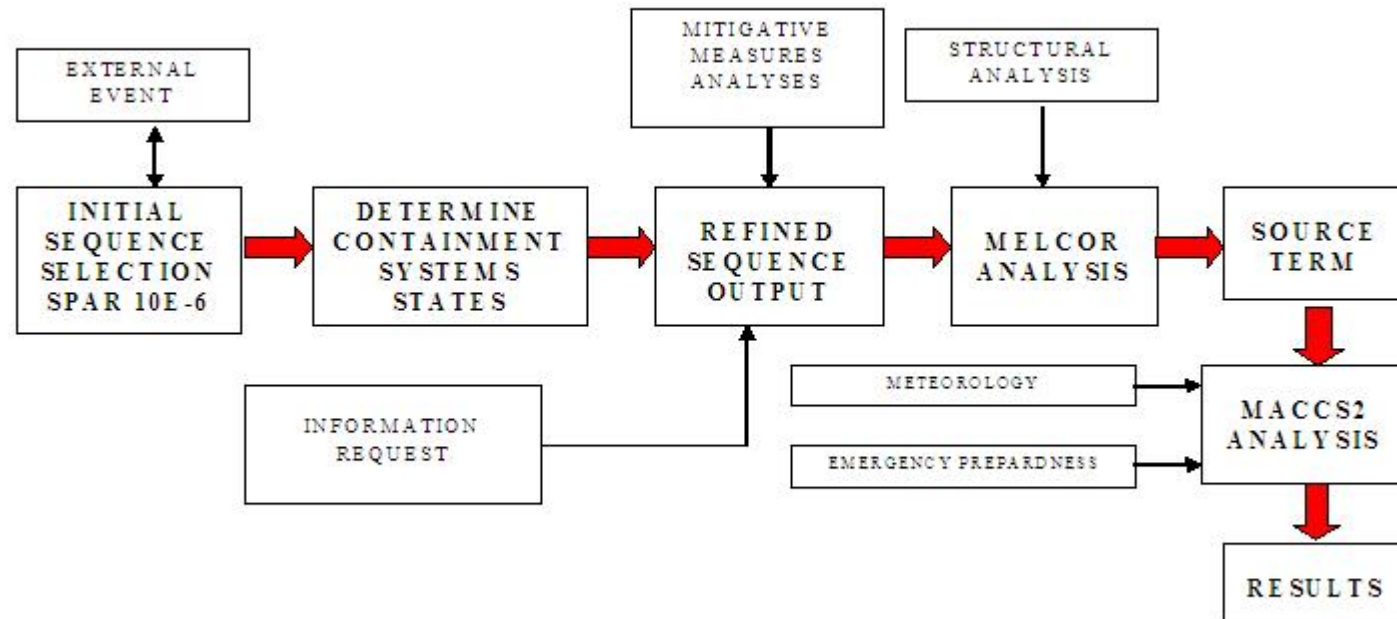 EXTERNAL
EVENT
MITIGATIVE
MEASURES
ANALYSES
STRUCTURAL
ANALYSIS
INITIAL
SEQUENCE
SELECTION
SPAR 10E-6
DETERMINE
CONTAINMENT
SYSTEMS
STATES
REFINED
SEQUENCE
OUTPUT
MELCOR
ANALYSIS
SOURCE
TERM
INFORMATION
REQUEST
METEOROLOGY
EMERGENCY PREPARDNESS
MACCS2
ANALYSIS
RESULTS